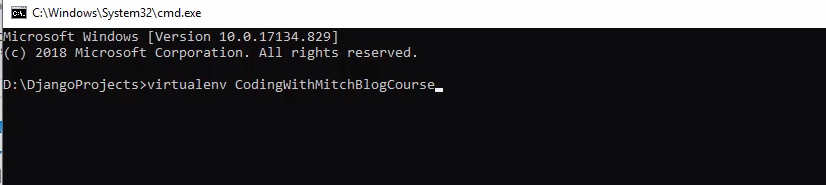 C:\Windows\System32\cmd.exe
Microsoft Windows [Version 10.0.17134.829]
(c) 2018 Microsoft Corporation. All rights reserved.
D:\DjangoProjects>virtualenv CodingWithMitchBlogCourse